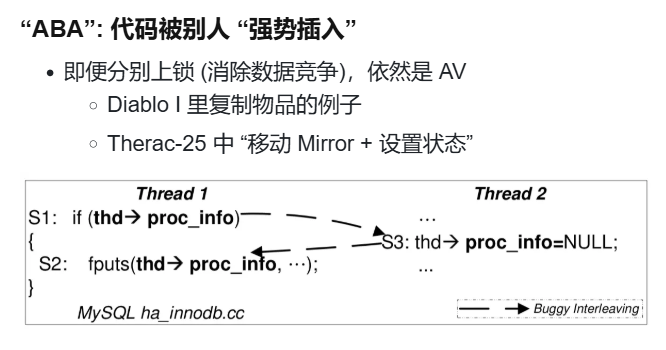 “ABA”: 代码被别人 “强势插入”
• 即便分别上锁 (消除数据竞争)，依然是 AV
◦ Diablo I 里复制物品的例子
◦ Therac-25 中 “移动 Mirror + 设置状态”
Thread 1 Thread 2
S1: if (thd→ proc_info) ...
{ S3: thd→ proc_info=NULL;
S2: fputs(thd→ proc_info, ···); ...
}
MySQL ha_innodb.cc Buggy Interleaving